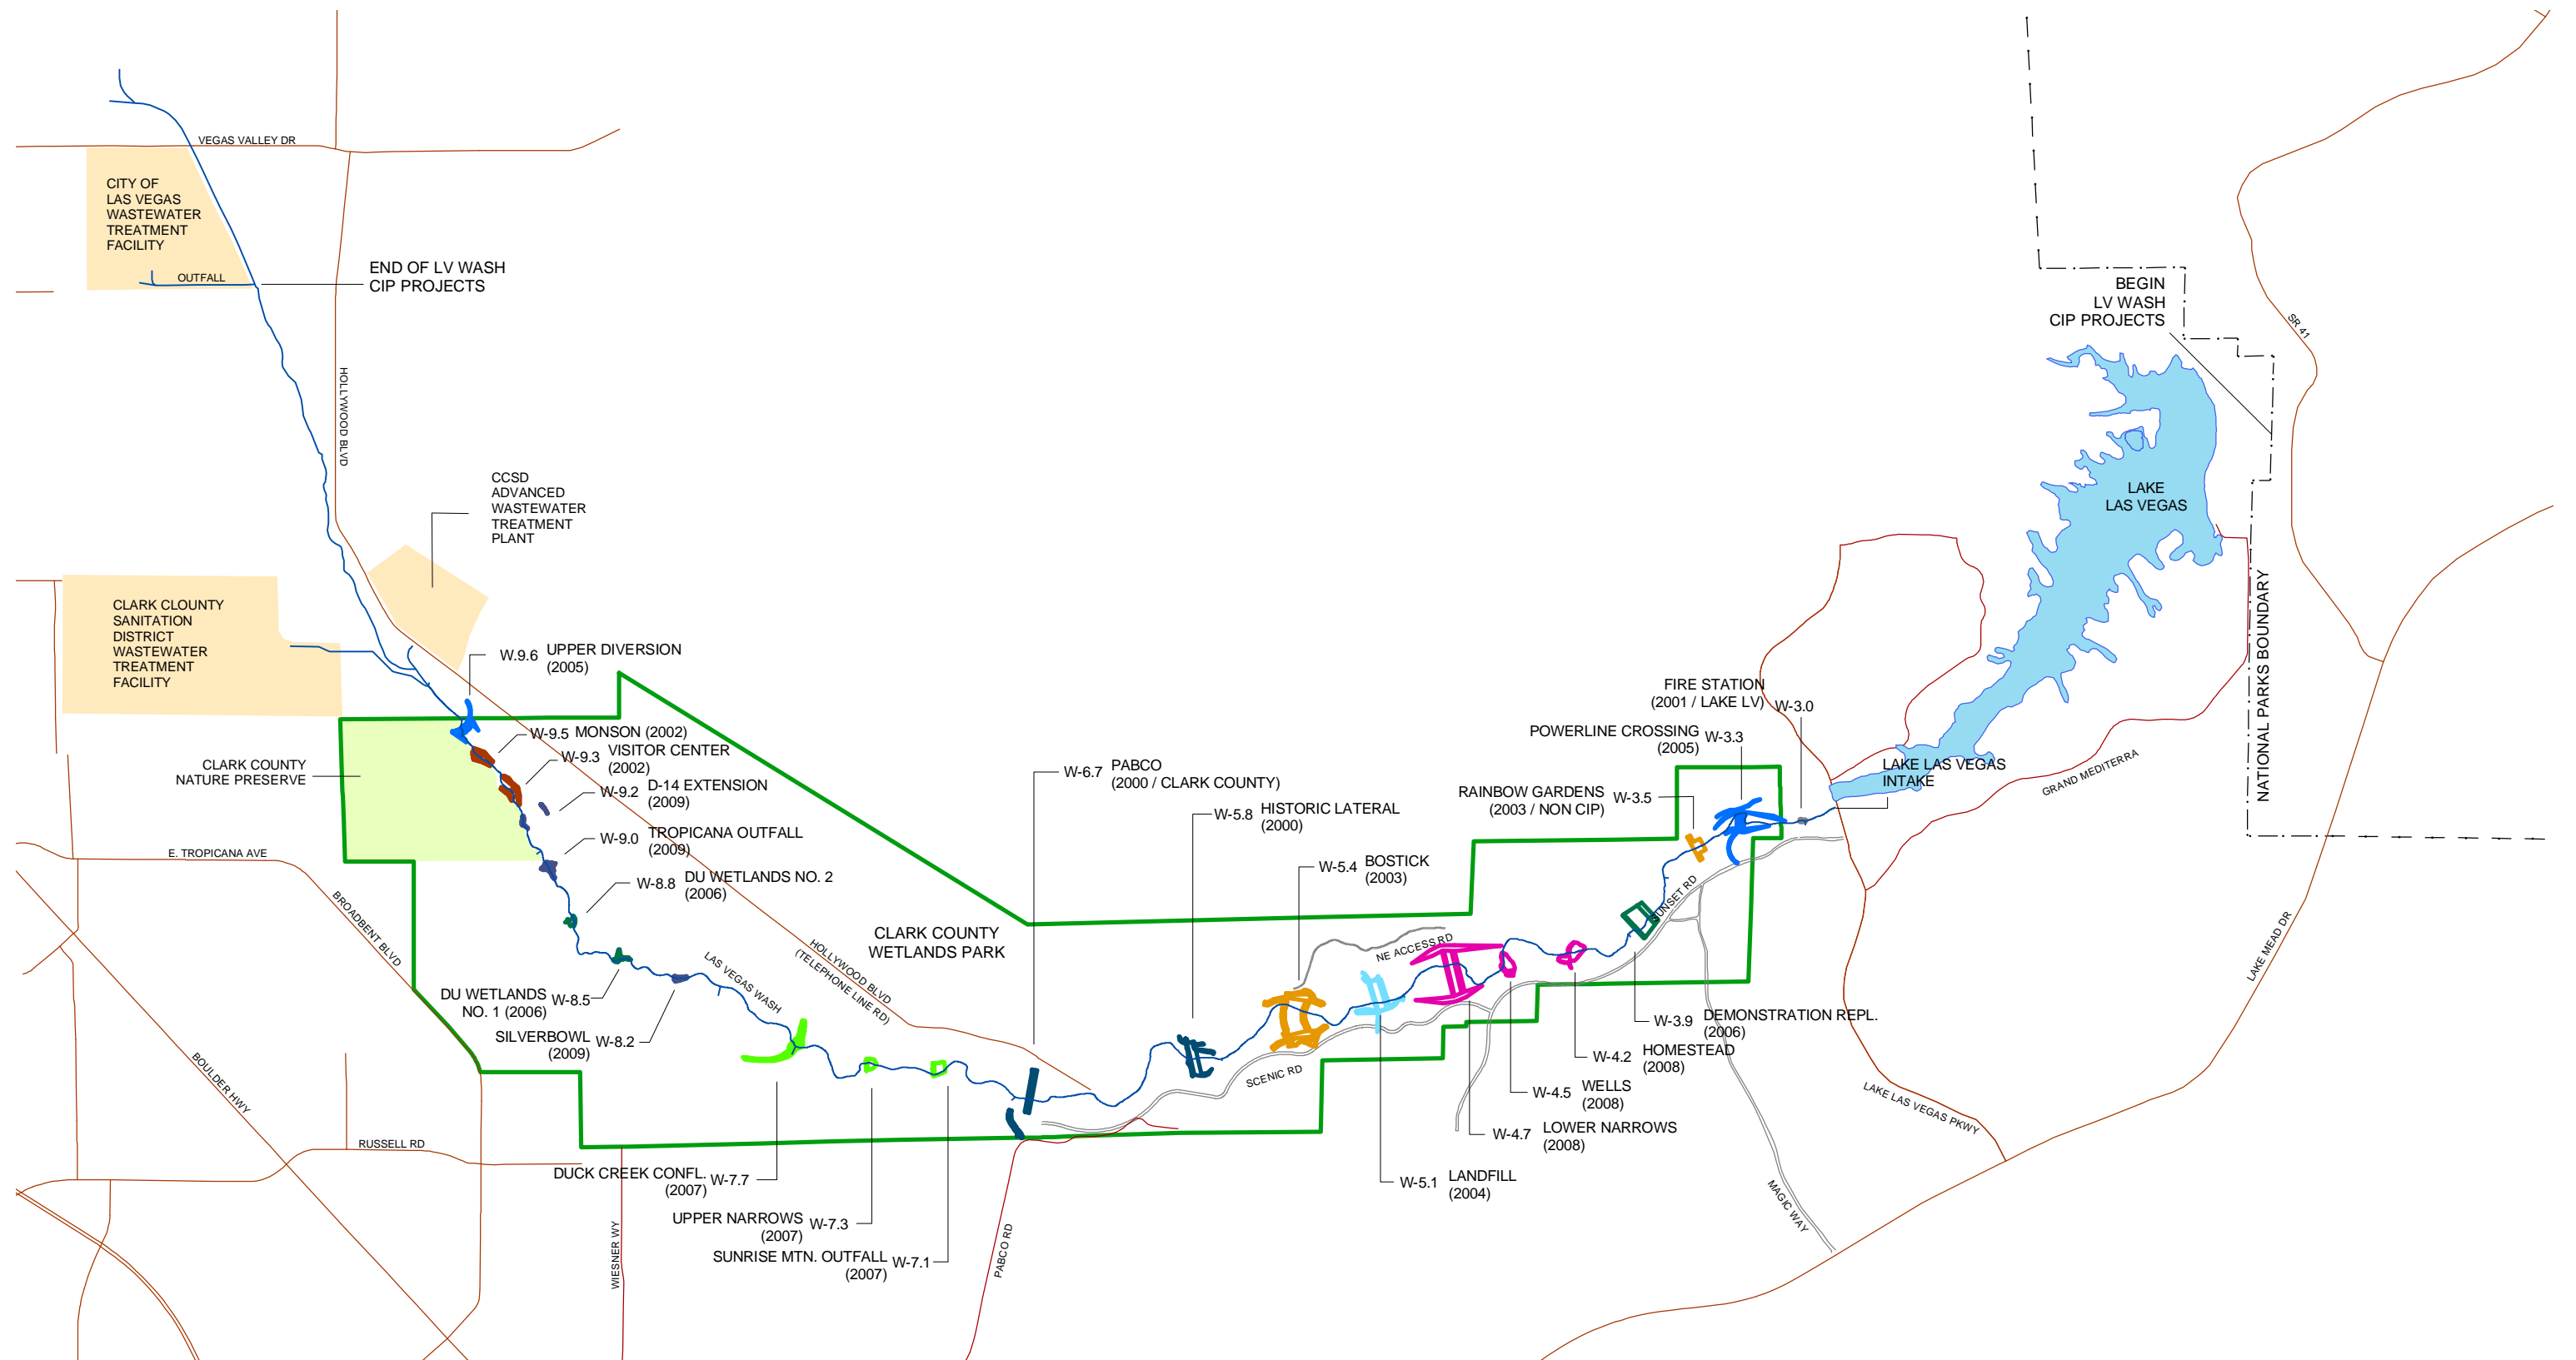 VEGAS VALLEY DR
CITY OF
LAS VEGAS
WASTEWATER
TREATMENT
FACILITY
OUTFALL
END OF LV WASH
CIP PROJECTS
HOLLYWOOD BLVD
BEGIN
LV WASH
CIP PROJECTS
SR 41
LAKE
LAS VEGAS
NATIONAL PARKS BOUNDARY
CCSD
ADVANCED
WASTEWATER
TREATMENT
PLANT
CLARK CLOUNTY
SANITATION
DISTRICT
WASTEWATER
TREATMENT
FACILITY
W.9.6 UPPER DIVERSION
(2005)
W-9.5 MONSON (2002)
W-9.3 VISITOR CENTER
(2002)
W-9.2 D-14 EXTENSION
(2009)
W-9.0 TROPICANA OUTFALL
(2009)
W-8.8 DU WETLANDS NO. 2
(2006)
CLARK COUNTY
NATURE PRESERVE
E. TROPICANA AVE
BROADBENT BLVD
BOULDER HWY
RUSSELL RD
WIESNER WY
PABCO RD
DU WETLANDS W-8.5
NO. 1 (2006)
SILVERBOWL W-8.2
(2009)
LAS VEGAS WASH
HOLLYWOOD BLVD
(TELEPHONE LINE RD)
CLARK COUNTY
WETLANDS PARK
DUCK CREEK CONFL. W-7.7
(2007)
UPPER NARROWS W-7.3
(2007)
SUNRISE MTN. OUTFALL W-7.1
(2007)
W-6.7 PABCO
(2000 / CLARK COUNTY)
W-5.8 HISTORIC LATERAL
(2000)
W-5.4 BOSTICK
(2003)
NE ACCESS RD
SCENIC RD
W-5.1 LANDFILL
(2004)
W-4.7 LOWER NARROWS
(2008)
W-4.5 WELLS
(2008)
W-4.2 HOMESTEAD
(2008)
W-3.9 DEMONSTRATION REPL.
(2006)
SUNSET RD
RAINBOW GARDENS W-3.5
(2003 / NON CIP)
POWERLINE CROSSING W-3.3
(2005)
FIRE STATION
(2001 / LAKE LV) W-3.0
LAKE LAS VEGAS
INTAKE
GRAND MEDITERRA
LAKE MEAD DR
LAKE LAS VEGAS PKWY
MAGIC WAY